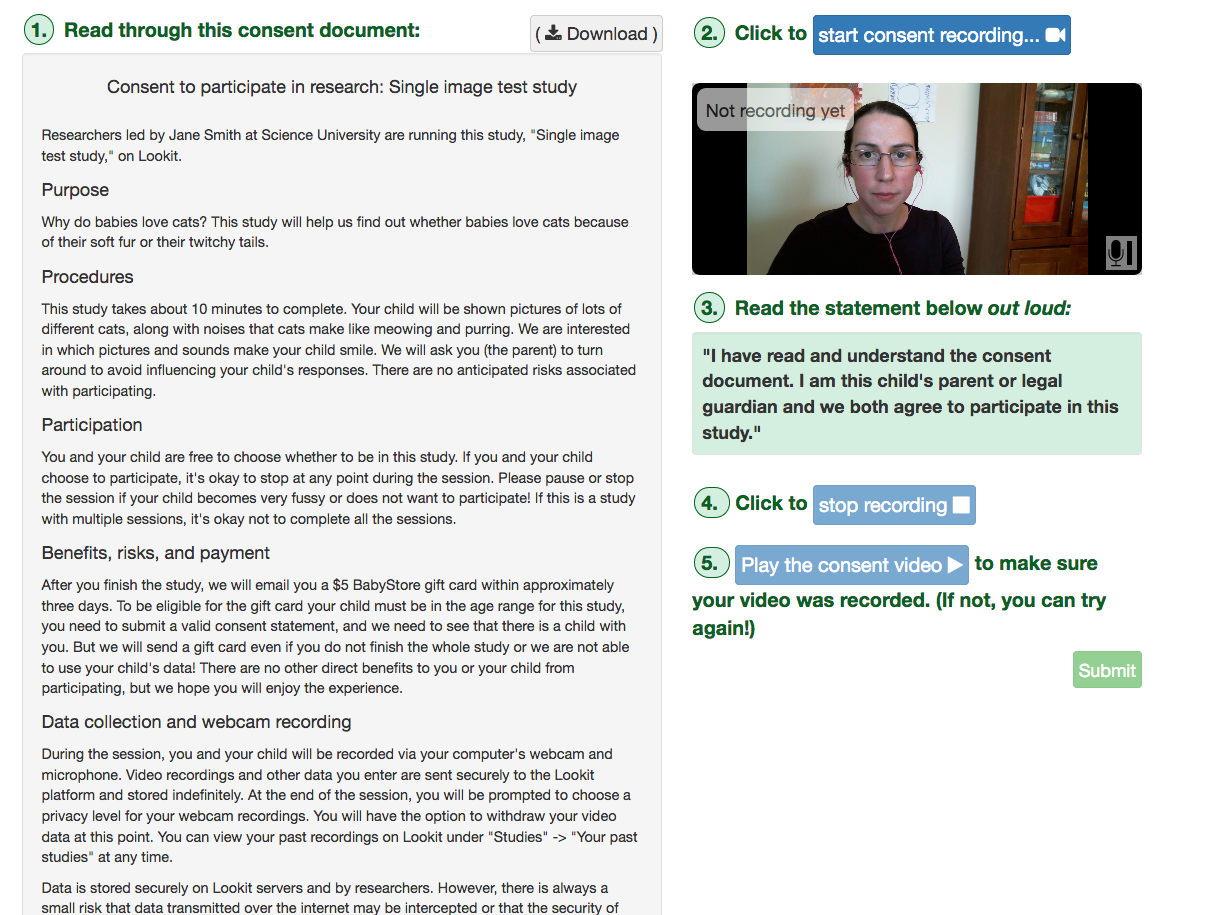 1. Read through this consent document:
( Download )
Consent to participate in research: Single image test study
Researchers led by Jane Smith at Science University are running this study, "Single image
test study," on Lookit.
Purpose
Why do babies love cats? This study will help us find out whether babies love cats because
of their soft fur or their twitchy tails.
Procedures
This study takes about 10 minutes to complete. Your child will be shown pictures of lots of
different cats, along with noises that cats make like meowing and purring. We are interested
in which pictures and sounds make your child smile. We will ask you (the parent) to turn
around to avoid influencing your child's responses. There are no anticipated risks associated
with participating.
Participation
You and your child are free to choose whether to be in this study. If you and your child
choose to participate, it's okay to stop at any point during the session. Please pause or stop
the session if your child becomes very fussy or does not want to participate! If this is a study
with multiple sessions, it's okay not to complete all the sessions.
Benefits, risks, and payment
After you finish the study, we will email you a $5 BabyStore gift card within approximately
three days. To be eligible for the gift card your child must be in the age range for this study,
you need to submit a valid consent statement, and we need to see that there is a child with
you. But we will send a gift card even if you do not finish the whole study or we are not able
to use your child's data! There are no other direct benefits to you or your child from
participating, but we hope you will enjoy the experience.
Data collection and webcam recording
During the session, you and your child will be recorded via your computer's webcam and
microphone. Video recordings and other data you enter are sent securely to the Lookit
platform and stored indefinitely. At the end of the session, you will be prompted to choose a
privacy level for your webcam recordings. You will have the option to withdraw your video
data at this point. You can view your past recordings on Lookit under "Studies" -> "Your past
studies" at any time.
Data is stored securely on Lookit servers and by researchers. However, there is always a
small risk that data transmitted over the internet may be intercepted or that the security of
2. Click to start consent recording...
Not recording yet
3. Read the statement below out loud:
"I have read and understand the consent
document. I am this child's parent or legal
guardian and we both agree to participate in this
study."
4. Click to stop recording
5. Play the consent video to make sure
your video was recorded. (If not, you can try
again!)
Submit